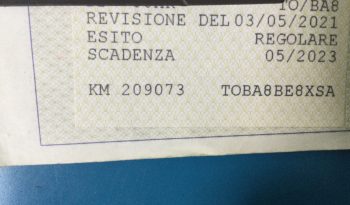 TO/BA8
REVISIONE DEL 03/05/2021
ESITO REGOLARE
SCADENZA 05/2023
KM 209073 TOBA8BE8XSA